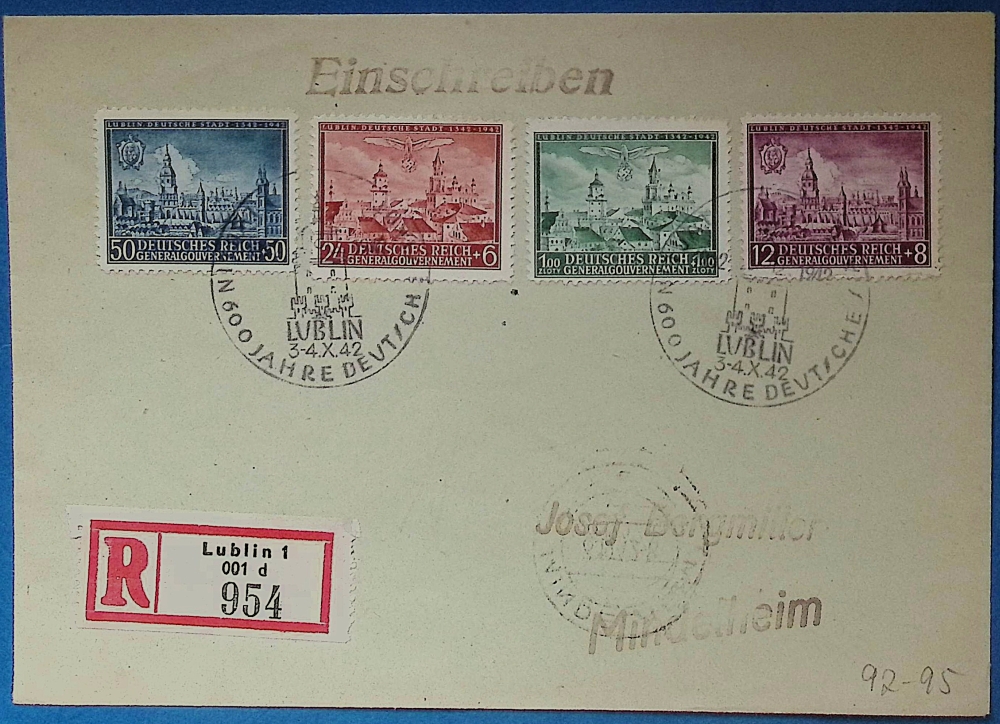 Einschreiben
LUBLIN. DEUTSCHE STADT · 1342-1942
50 DEUTSCHES REICH +50
GENERALGOUVERNEMENT
LUBLIN. DEUTSCHE STADT · 1342-1942
24 DEUTSCHES REICH +6
GENERALGOUVERNEMENT
LUBLIN. DEUTSCHE STADT · 1342-1942
1.00 DEUTSCHES REICH +1.00
ZLOTY GENERALGOUVERNEMENT ZLOTY
LUBLIN. DEUTSCHE STADT · 1342-1942
12 DEUTSCHES REICH +8
GENERALGOUVERNEMENT
LUBLIN
3-4.X.42
600 JAHRE DEUTSCH
1942
LUBLIN
3-4.X.42
600 JAHRE DEUTSCHE
Josef
Mindelheim
R
Lublin 1
001 d
954
92-95